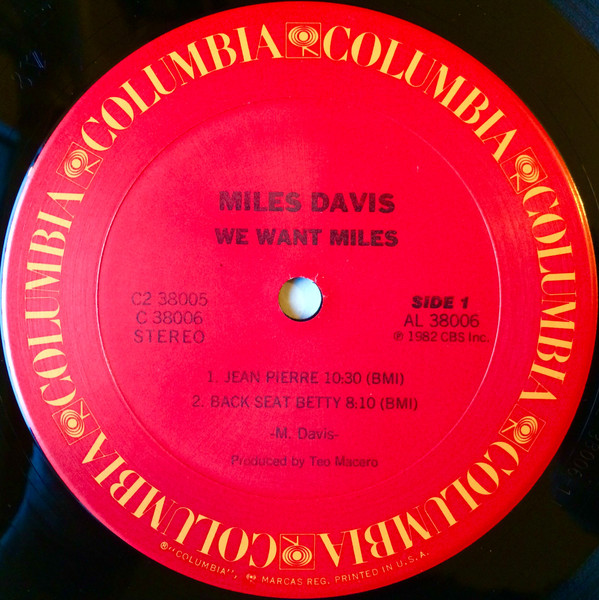 COLUMBIA COLUMBIA COLUMBIA COLUMBIA COLUMBIA COLUMBIA COLUMBIA COLUMBIA
MILES DAVIS
WE WANT MILES
C2 38005
C 38006
STEREO
SIDE 1
AL 38006
℗ 1982 CBS Inc.
1. JEAN PIERRE 10:30 (BMI)
2. BACK SEAT BETTY 8:10 (BMI)
-M. Davis-
Produced by Teo Macero
®"COLUMBIA", MARCAS REG. PRINTED IN U.S.A.